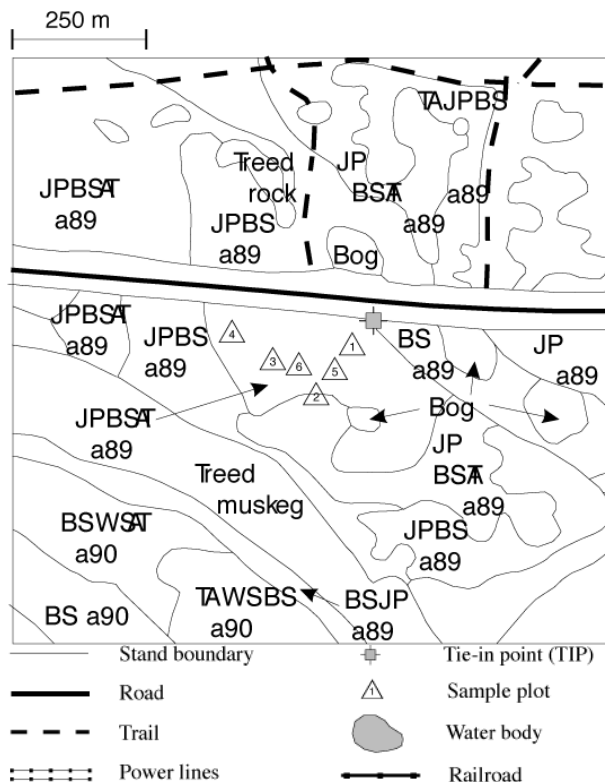 250 m
TAJPBS
Treed
rock
JP
BSTA
a89
a89
JPBSAT
a89
JPBS
a89
Bog
JPBSAT
a89
JPBS
a89
4
1
3
6
5
2
BS
a89
JP
a89
Bog
JPBSAT
a89
JP
BSTA
a89
Treed
muskeg
JPBS
a89
BSWSAT
a90
TAWSBS
a90
BSJP
a89
BS a90
Stand boundary
Tie-in point (TIP)
Road
1
Sample plot
Trail
Water body
Power lines
Railroad